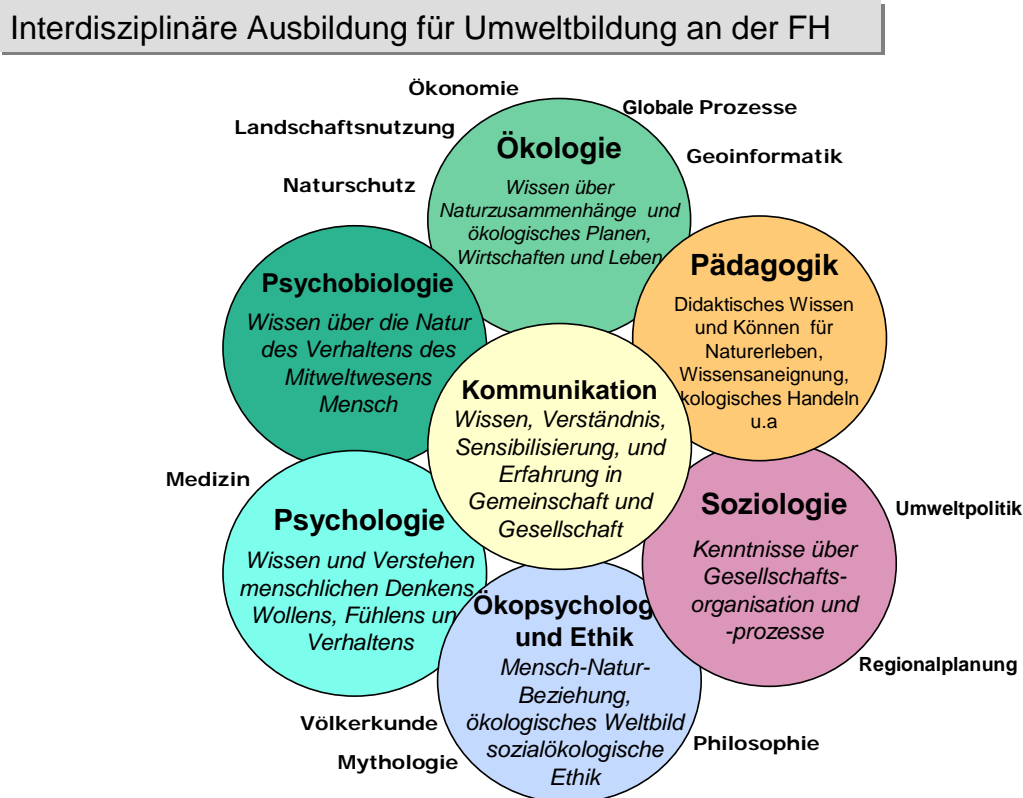 Interdisziplinäre Ausbildung für Umweltbildung an der FH
Ökonomie
Globale Prozesse
Landschaftsnutzung
Geoinformatik
Naturschutz
Ökologie
Wissen über
Naturzusammenhänge und
ökologisches Planen,
Wirtschaften und Leben
Psychobiologie
Wissen über die Natur
des Verhaltens des
Mitweltwesens
Mensch
Pädagogik
Didaktisches Wissen
und Können für
Naturerleben,
Wissensaneignung,
kologisches Handeln
u.a
Kommunikation
Wissen, Verständnis,
Sensibilisierung, und
Erfahrung in
Gemeinschaft und
Gesellschaft
Medizin
Psychologie
Wissen und Verstehen
menschlichen Denkens
Wollens, Fühlens un
Verhaltens
Soziologie
Kenntnisse über
Gesellschafts-
organisation und
-prozesse
Umweltpolitik
Regionalplanung
Ökopsycholog
und Ethik
Mensch-Natur-
Beziehung,
ökologisches Weltbild
sozialökologische
Ethik
Völkerkunde
Mythologie
Philosophie